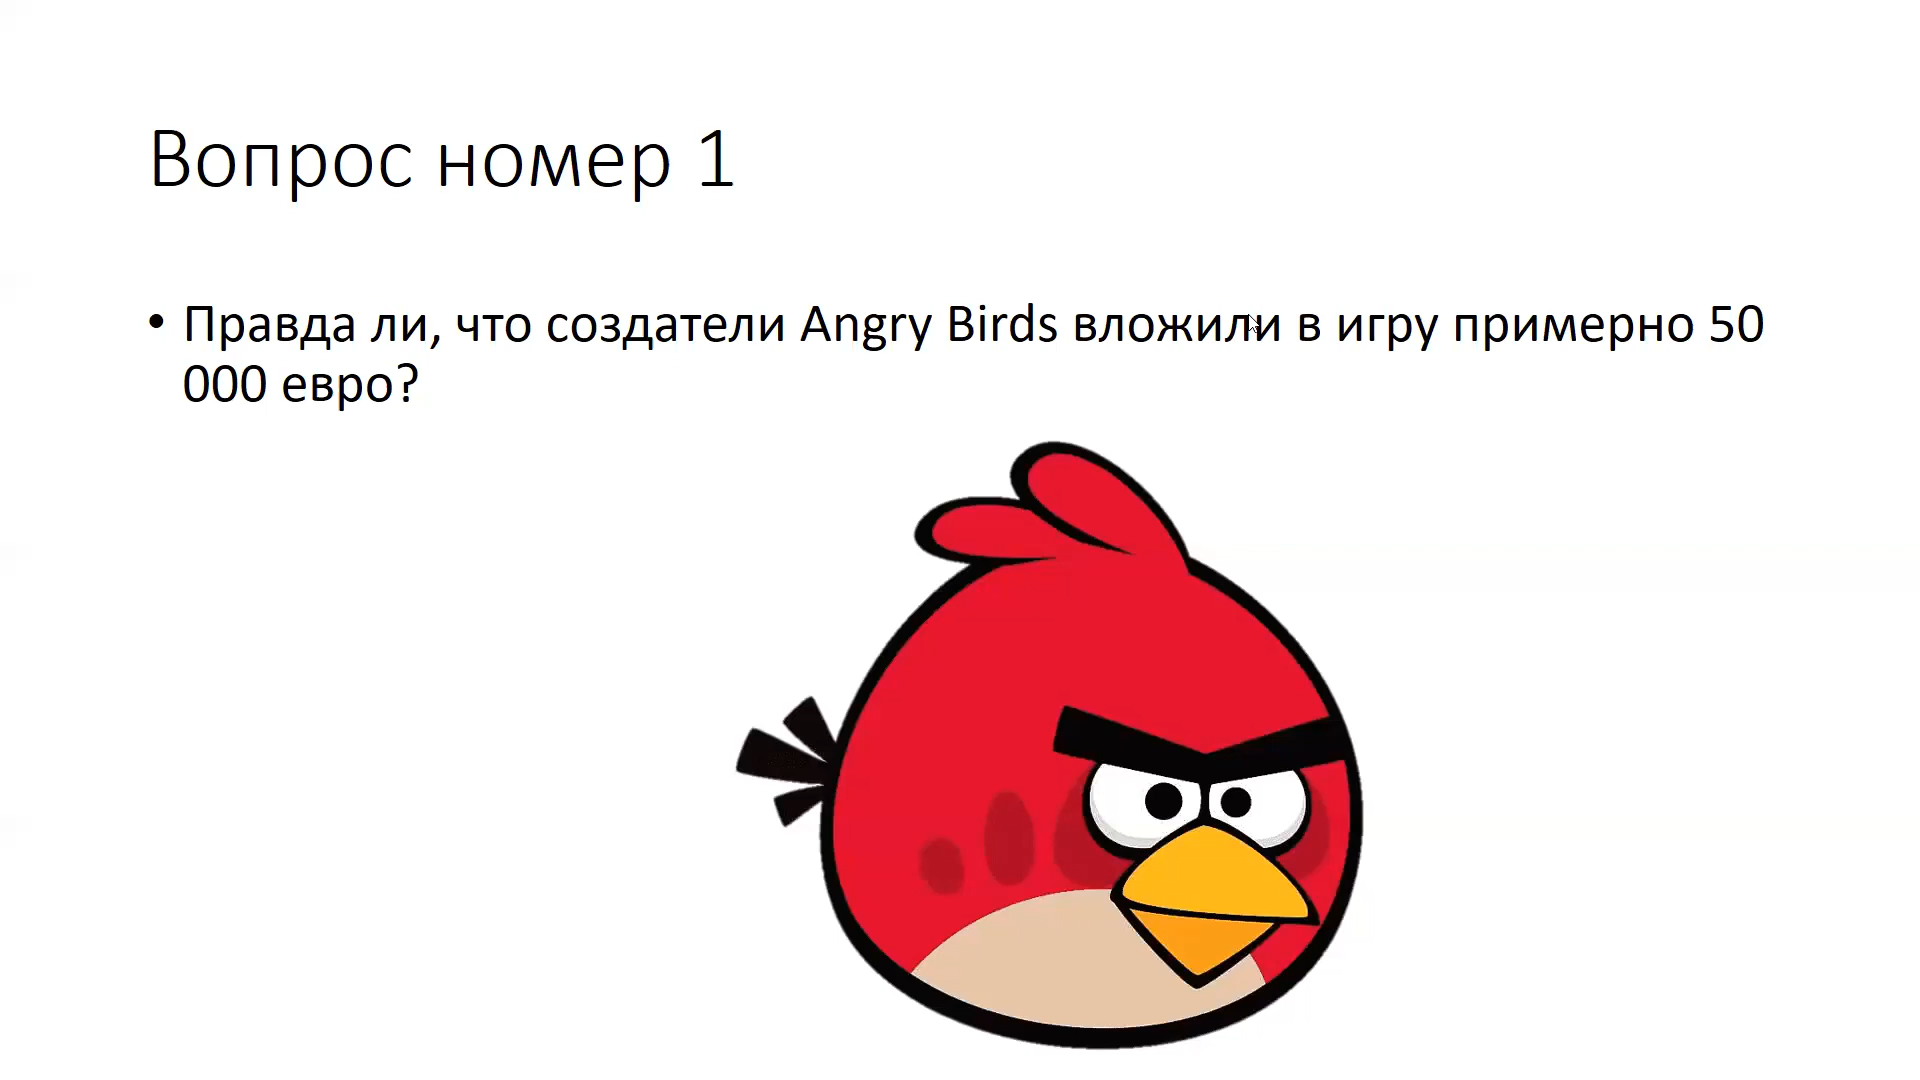 Вопрос номер 1
• Правда ли, что создатели Angry Birds вложили в игру примерно 50
000 евро?